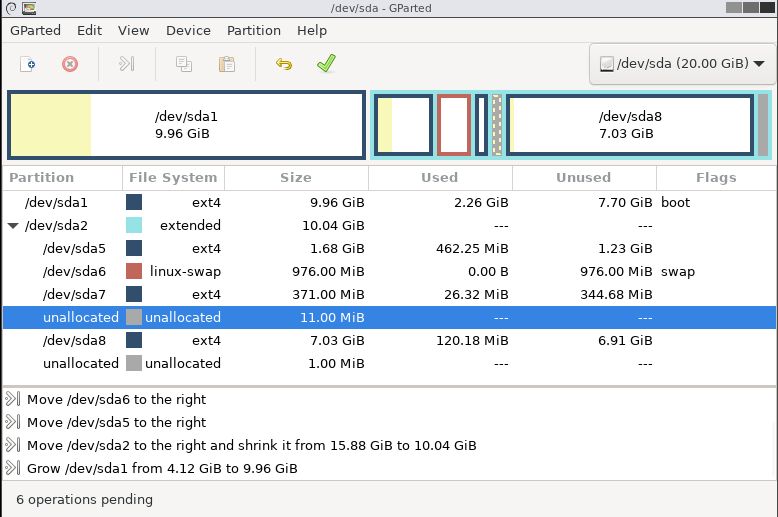 /dev/sda - GParted
GParted Edit View Device Partition Help
/dev/sda (20.00 GiB)
/dev/sda1
9.96 GiB
/dev/sda8
7.03 GiB
Partition File System Size Used Unused Flags
/dev/sda1 ext4 9.96 GiB 2.26 GiB 7.70 GiB boot
/dev/sda2 extended 10.04 GiB --- ---
/dev/sda5 ext4 1.68 GiB 462.25 MiB 1.23 GiB
/dev/sda6 linux-swap 976.00 MiB 0.00 B 976.00 MiB swap
/dev/sda7 ext4 371.00 MiB 26.32 MiB 344.68 MiB
unallocated unallocated 11.00 MiB --- ---
/dev/sda8 ext4 7.03 GiB 120.18 MiB 6.91 GiB
unallocated unallocated 1.00 MiB --- ---
Move /dev/sda6 to the right
Move /dev/sda5 to the right
Move /dev/sda2 to the right and shrink it from 15.88 GiB to 10.04 GiB
Grow /dev/sda1 from 4.12 GiB to 9.96 GiB
6 operations pending